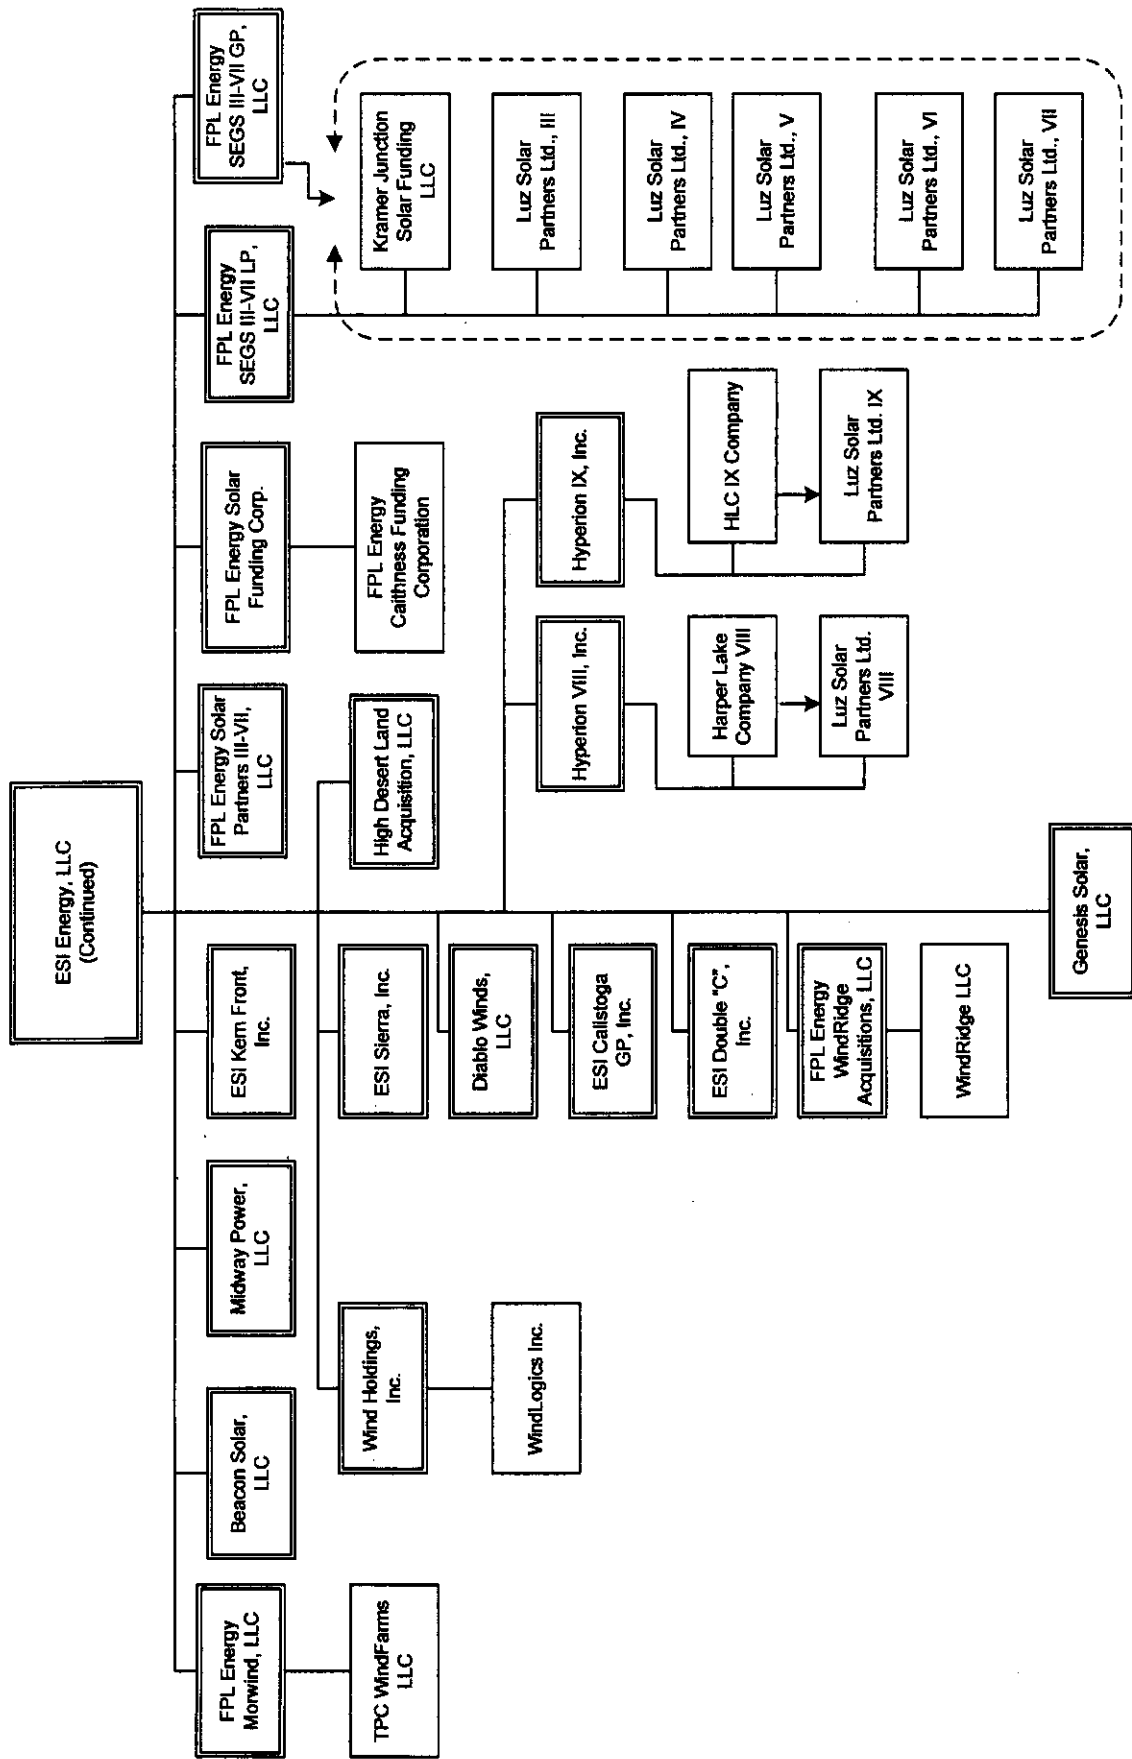 ESI Energy, LLC
(Continued)
FPL Energy
Morwind, LLC
Beacon Solar,
LLC
Midway Power,
LLC
ESI Kern Front,
Inc.
FPL Energy Solar
Partners III-VII,
LLC
FPL Energy Solar
Funding Corp.
FPL Energy
SEGS III-VII LP,
LLC
FPL Energy
SEGS III-VII GP,
LLC
TPC WindFarms
LLC
Wind Holdings,
Inc.
ESI Sierra, Inc.
High Desert Land
Acquisition, LLC
FPL Energy
Caithness Funding
Corporation
Kramer Junction
Solar Funding
LLC
WindLogics Inc.
Diablo Winds,
LLC
Luz Solar
Partners Ltd., III
ESI Calistoga
GP, Inc.
Hyperion VIII, Inc.
Hyperion IX, Inc.
Luz Solar
Partners Ltd., IV
ESI Double "C",
Inc.
Harper Lake
Company VIII
HLC IX Company
Luz Solar
Partners Ltd., V
FPL Energy
WindRidge
Acquisitions, LLC
Luz Solar
Partners Ltd.
VIII
Luz Solar
Partners Ltd. IX
Luz Solar
Partners Ltd., VI
WindRidge LLC
Luz Solar
Partners Ltd., VII
Genesis Solar,
LLC